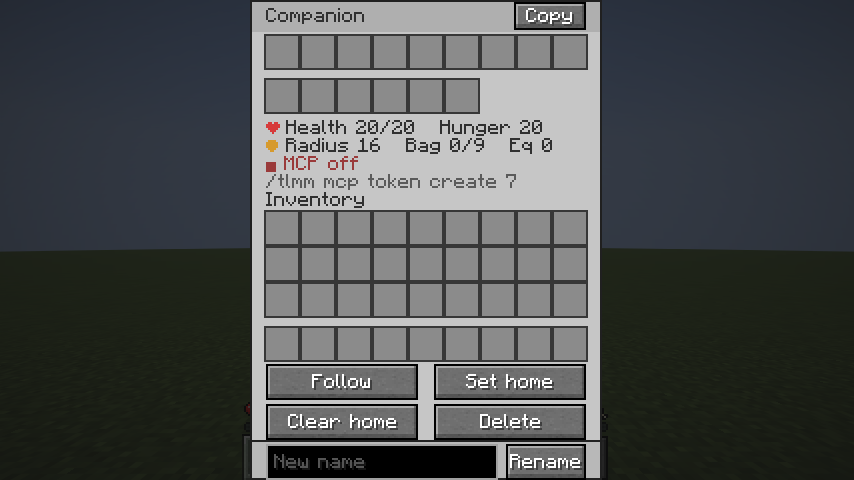 Companion Copy
Health 20/20 Hunger 20
Radius 16 Bag 0/9 Eq 0
MCP off
/tlmm mcp token create 7
Inventory
Follow Set home
Clear home Delete
New name Rename